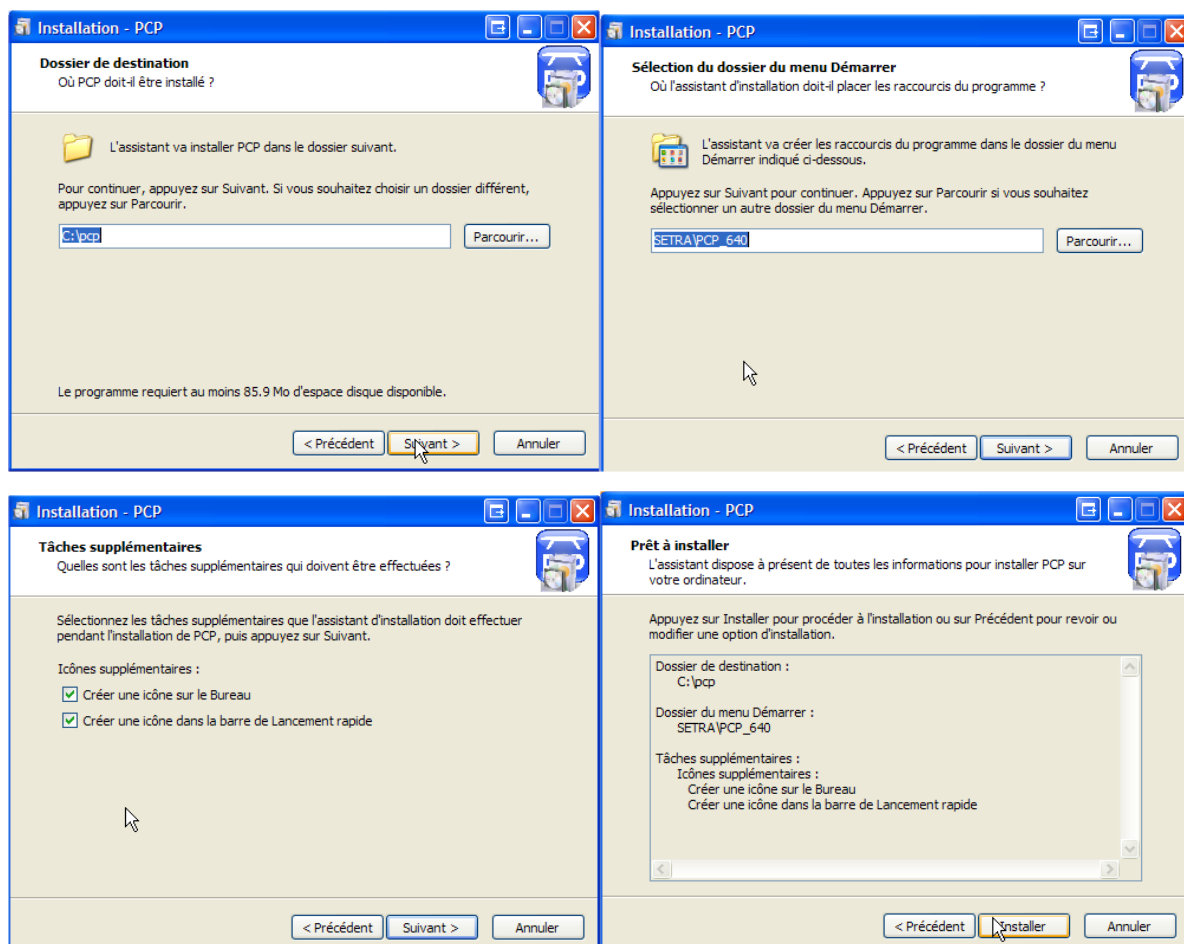 Installation - PCP
Dossier de destination
Où PCP doit-il être installé ?
L'assistant va installer PCP dans le dossier suivant.
Pour continuer, appuyez sur Suivant. Si vous souhaitez choisir un dossier différent,
appuyez sur Parcourir.
C:\pcp
Parcourir...
Le programme requiert au moins 85.9 Mo d'espace disque disponible.
< Précédent
Suivant >
Annuler
Installation - PCP
Sélection du dossier du menu Démarrer
Où l'assistant d'installation doit-il placer les raccourcis du programme ?
L'assistant va créer les raccourcis du programme dans le dossier du menu
Démarrer indiqué ci-dessous.
Appuyez sur Suivant pour continuer. Appuyez sur Parcourir si vous souhaitez
sélectionner un autre dossier du menu Démarrer.
SETRA\PCP_640
Parcourir...
< Précédent
Suivant >
Annuler
Installation - PCP
Tâches supplémentaires
Quelles sont les tâches supplémentaires qui doivent être effectuées ?
Sélectionnez les tâches supplémentaires que l'assistant d'installation doit effectuer
pendant l'installation de PCP, puis appuyez sur Suivant.
Icônes supplémentaires :
Créer une icône sur le Bureau
Créer une icône dans la barre de Lancement rapide
< Précédent
Suivant >
Annuler
Installation - PCP
Prêt à installer
L'assistant dispose à présent de toutes les informations pour installer PCP sur
votre ordinateur.
Appuyez sur Installer pour procéder à l'installation ou sur Précédent pour revoir ou
modifier une option d'installation.
Dossier de destination :
C:\pcp
Dossier du menu Démarrer :
SETRA\PCP_640
Tâches supplémentaires :
Icônes supplémentaires :
Créer une icône sur le Bureau
Créer une icône dans la barre de Lancement rapide
< Précédent
Installer
Annuler